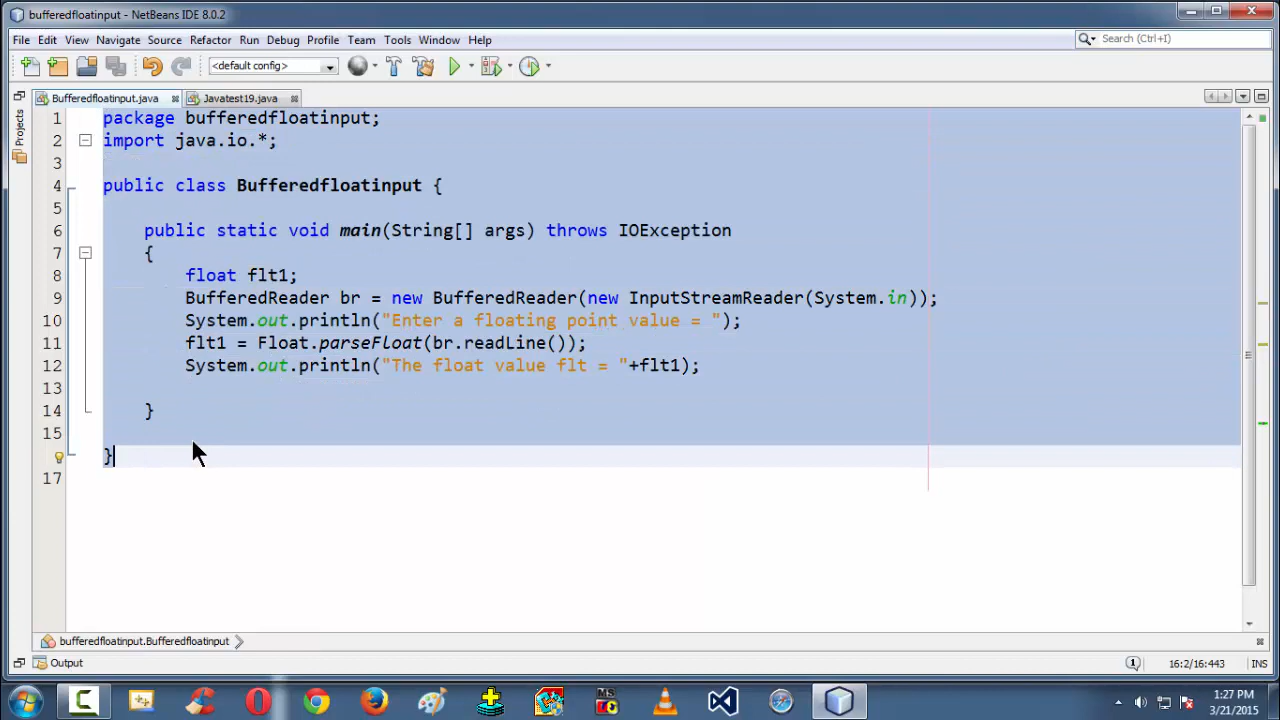 bufferedfloatinput - NetBeans IDE 8.0.2
File Edit View Navigate Source Refactor Run Debug Profile Team Tools Window Help
Search (Ctrl+I)
<default config>
Bufferedfloatinput.java
Javatest19.java
Projects
1 package bufferedfloatinput;
2 import java.io.*;
3
4 public class Bufferedfloatinput {
5
6 public static void main(String[] args) throws IOException
7 {
8 float flt1;
9 BufferedReader br = new BufferedReader(new InputStreamReader(System.in));
10 System.out.println("Enter a floating point value = ");
11 flt1 = Float.parseFloat(br.readLine());
12 System.out.println("The float value flt = "+flt1);
13
14 }
15
}
17
bufferedfloatinput.Bufferedfloatinput
Output
1
16:2/16:443
INS
MS
1:27 PM
3/21/2015